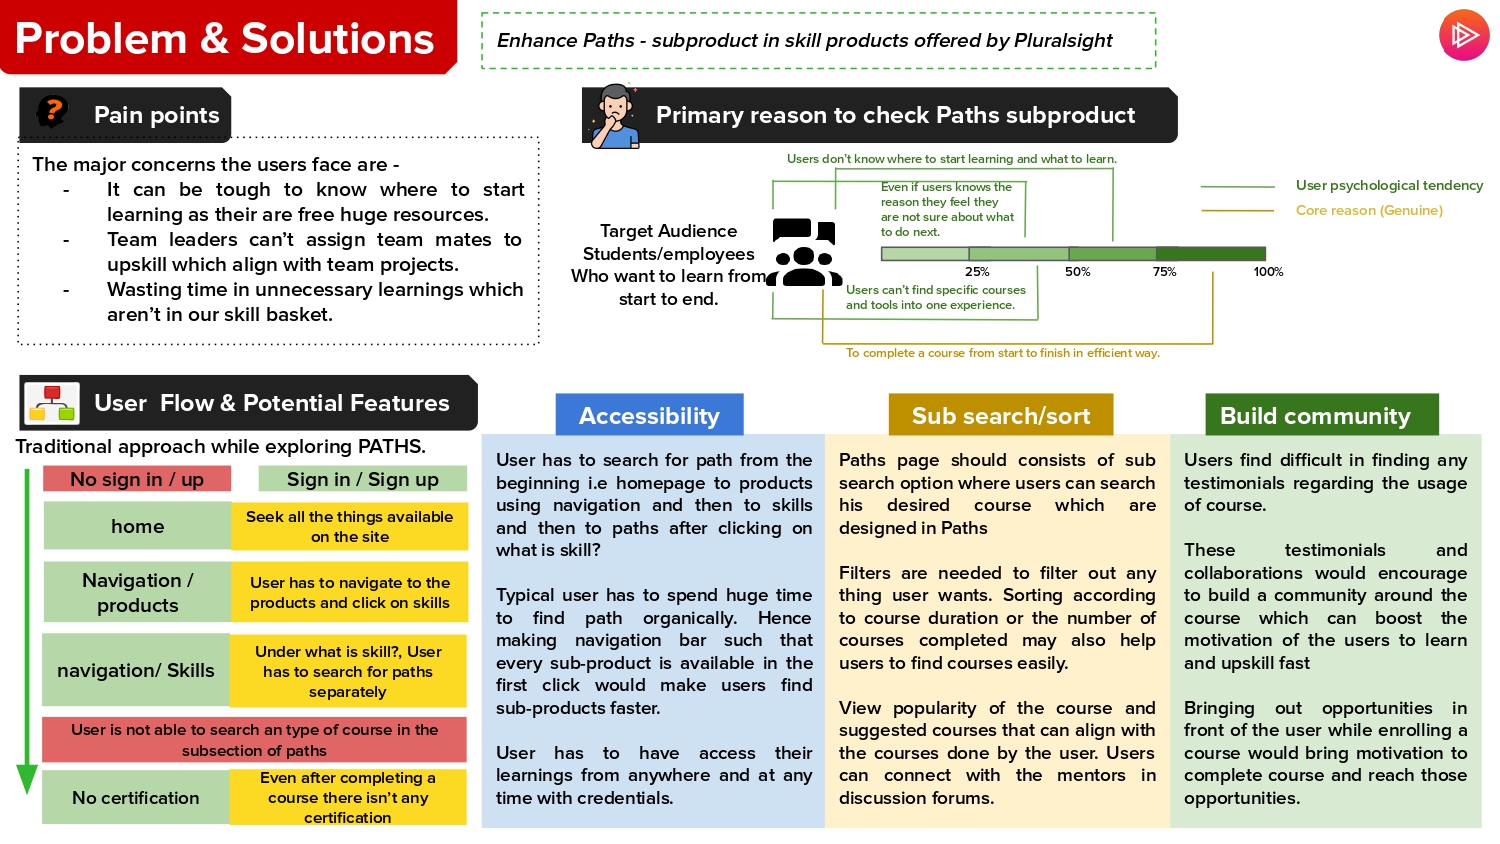 Problem & Solutions
Enhance Paths - subproduct in skill products offered by Pluralsight
Pain points
The major concerns the users face are -
- It can be tough to know where to start
learning as their are free huge resources.
- Team leaders can't assign team mates to
upskill which align with team projects.
- Wasting time in unnecessary learnings which
aren't in our skill basket.
Primary reason to check Paths subproduct
Users don't know where to start learning and what to learn.
Even if users knows the
reason they feel they
are not sure about what
to do next.
User psychological tendency
Core reason (Genuine)
Target Audience
Students/employees
Who want to learn from
start to end.
25% 50% 75% 100%
Users can't find specific courses
and tools into one experience.
To complete a course from start to finish in efficient way.
User Flow & Potential Features
Traditional approach while exploring PATHS.
No sign in / up
Sign in / Sign up
home
Seek all the things available
on the site
Navigation /
products
User has to navigate to the
products and click on skills
navigation/ Skills
Under what is skill?, User
has to search for paths
separately
User is not able to search an type of course in the
subsection of paths
No certification
Even after completing a
course there isn't any
certification
Accessibility
User has to search for path from the
beginning i.e homepage to products
using navigation and then to skills
and then to paths after clicking on
what is skill?
Typical user has to spend huge time
to find path organically. Hence
making navigation bar such that
every sub-product is available in the
first click would make users find
sub-products faster.
User has to have access their
learnings from anywhere and at any
time with credentials.
Sub search/sort
Paths page should consists of sub
search option where users can search
his desired course which are
designed in Paths
Filters are needed to filter out any
thing user wants. Sorting according
to course duration or the number of
courses completed may also help
users to find courses easily.
View popularity of the course and
suggested courses that can align with
the courses done by the user. Users
can connect with the mentors in
discussion forums.
Build community
Users find difficult in finding any
testimonials regarding the usage
of course.
These testimonials and
collaborations would encourage
to build a community around the
course which can boost the
motivation of the users to learn
and upskill fast
Bringing out opportunities in
front of the user while enrolling a
course would bring motivation to
complete course and reach those
opportunities.